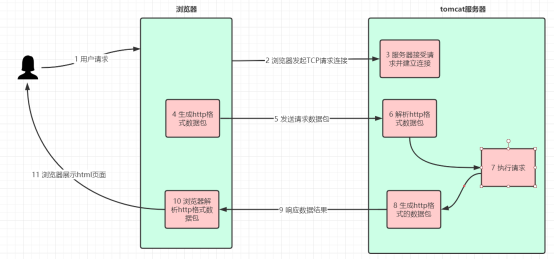 浏览器
tomcat服务器
1 用户请求
2 浏览器发起TCP请求连接
3 服务器接受请
求并建立连接
4 生成http格
式数据包
5 发送请求数据包
6 解析http格
式数据包
7 执行请求
8 生成http格
式的数据包
9 响应数据结果
10 浏览器解
析http格式数
据包
11 浏览器展示html页面